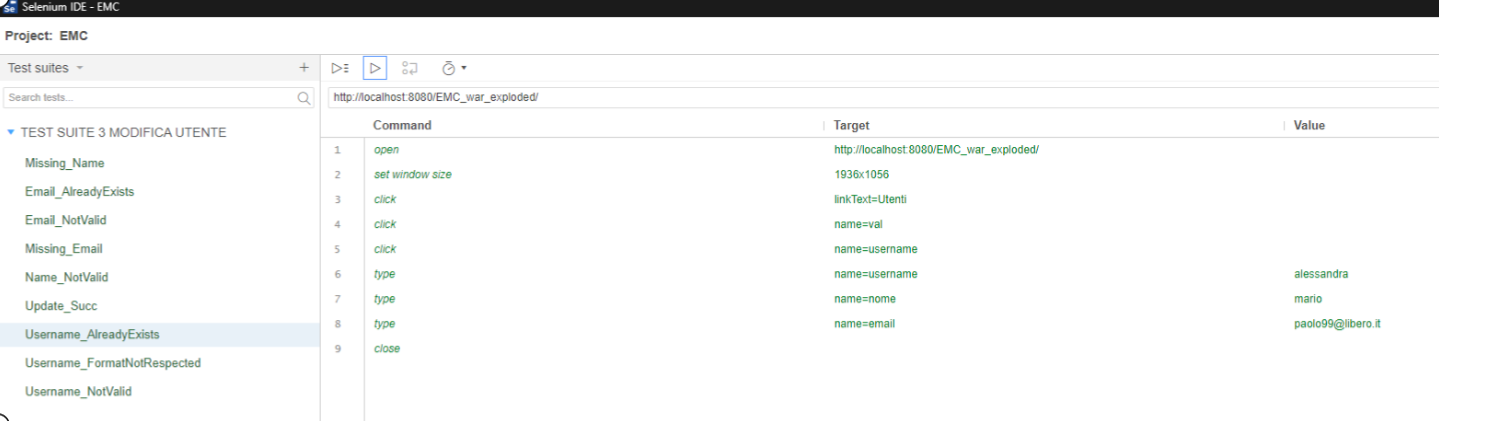 Selenium IDE - EMC
Project: EMC
Test suites
Search tests...
TEST SUITE 3 MODIFICA UTENTE
Missing_Name
Email_AlreadyExists
Email_NotValid
Missing_Email
Name_NotValid
Update_Succ
Username_AlreadyExists
Username_FormatNotRespected
Username_NotValid
http://localhost:8080/EMC_war_exploded/
Command Target Value
1 open http://localhost:8080/EMC_war_exploded/
2 set window size 1936x1056
3 click linkText=Utenti
4 click name=val
5 click name=username
6 type name=username alessandra
7 type name=nome mario
8 type name=email paolo99@libero.it
9 close